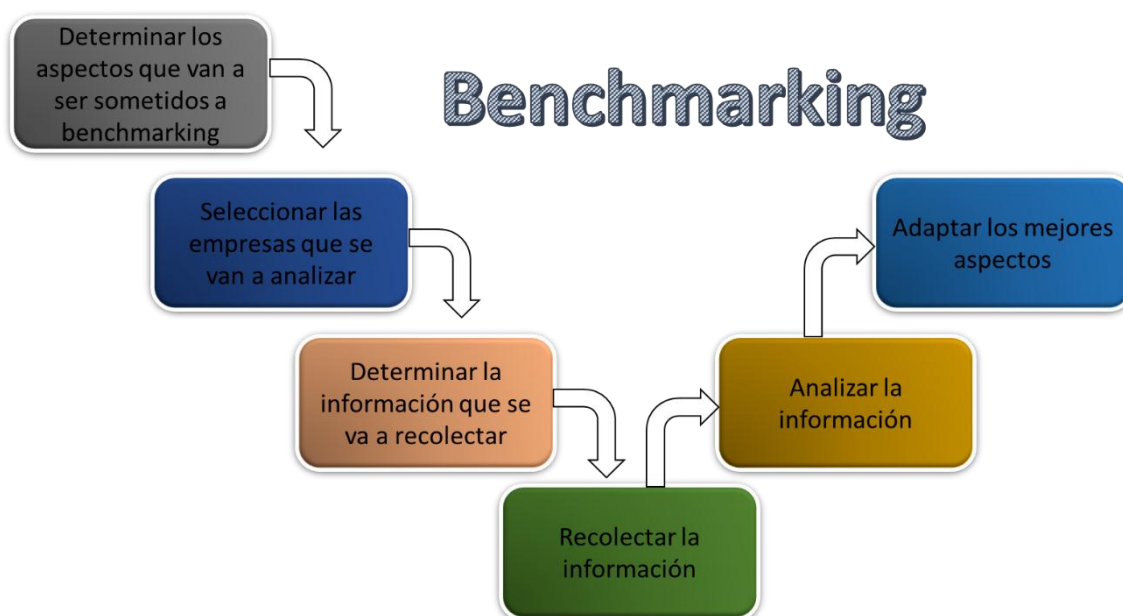 Benchmarking
Determinar los
aspectos que van a
ser sometidos a
benchmarking
Seleccionar las
empresas que se
van a analizar
Determinar la
información que se
va a recolectar
Recolectar la
información
Analizar la
información
Adaptar los mejores
aspectos